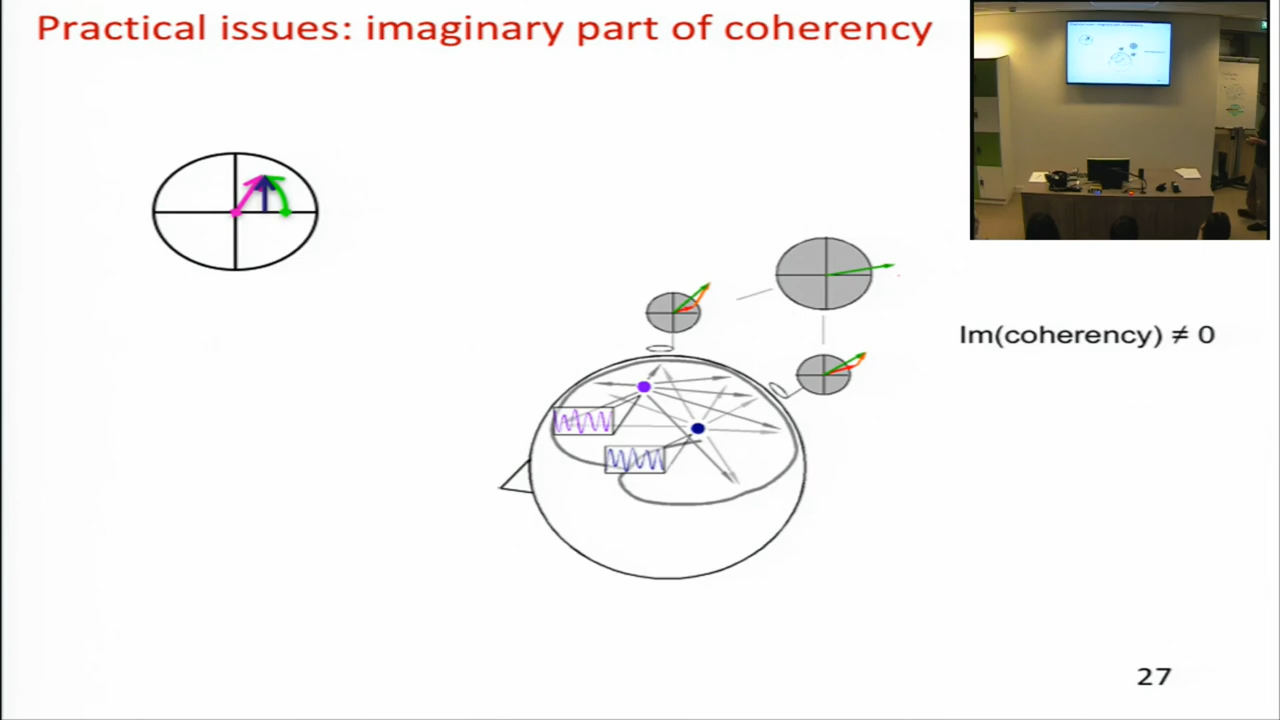 Practical issues: imaginary part of coherency
Im(coherency) ≠ 0
27